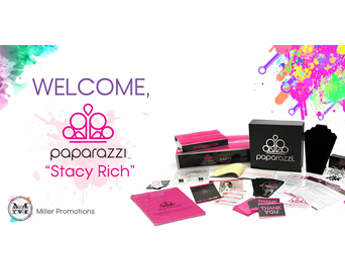 WELCOME,
paparazzi
“Stacy Rich”
Miller Promotions
paparazzi
THANK
YOU